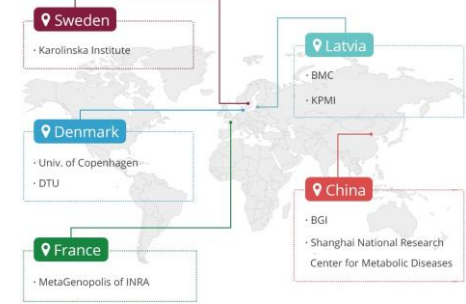 Sweden
· Karolinska Institute
Latvia
· BMC
· KPMI
Denmark
· Univ. of Copenhagen
· DTU
China
· BGI
· Shanghai National Research
Center for Metabolic Diseases
France
· MetaGenopolis of INRA